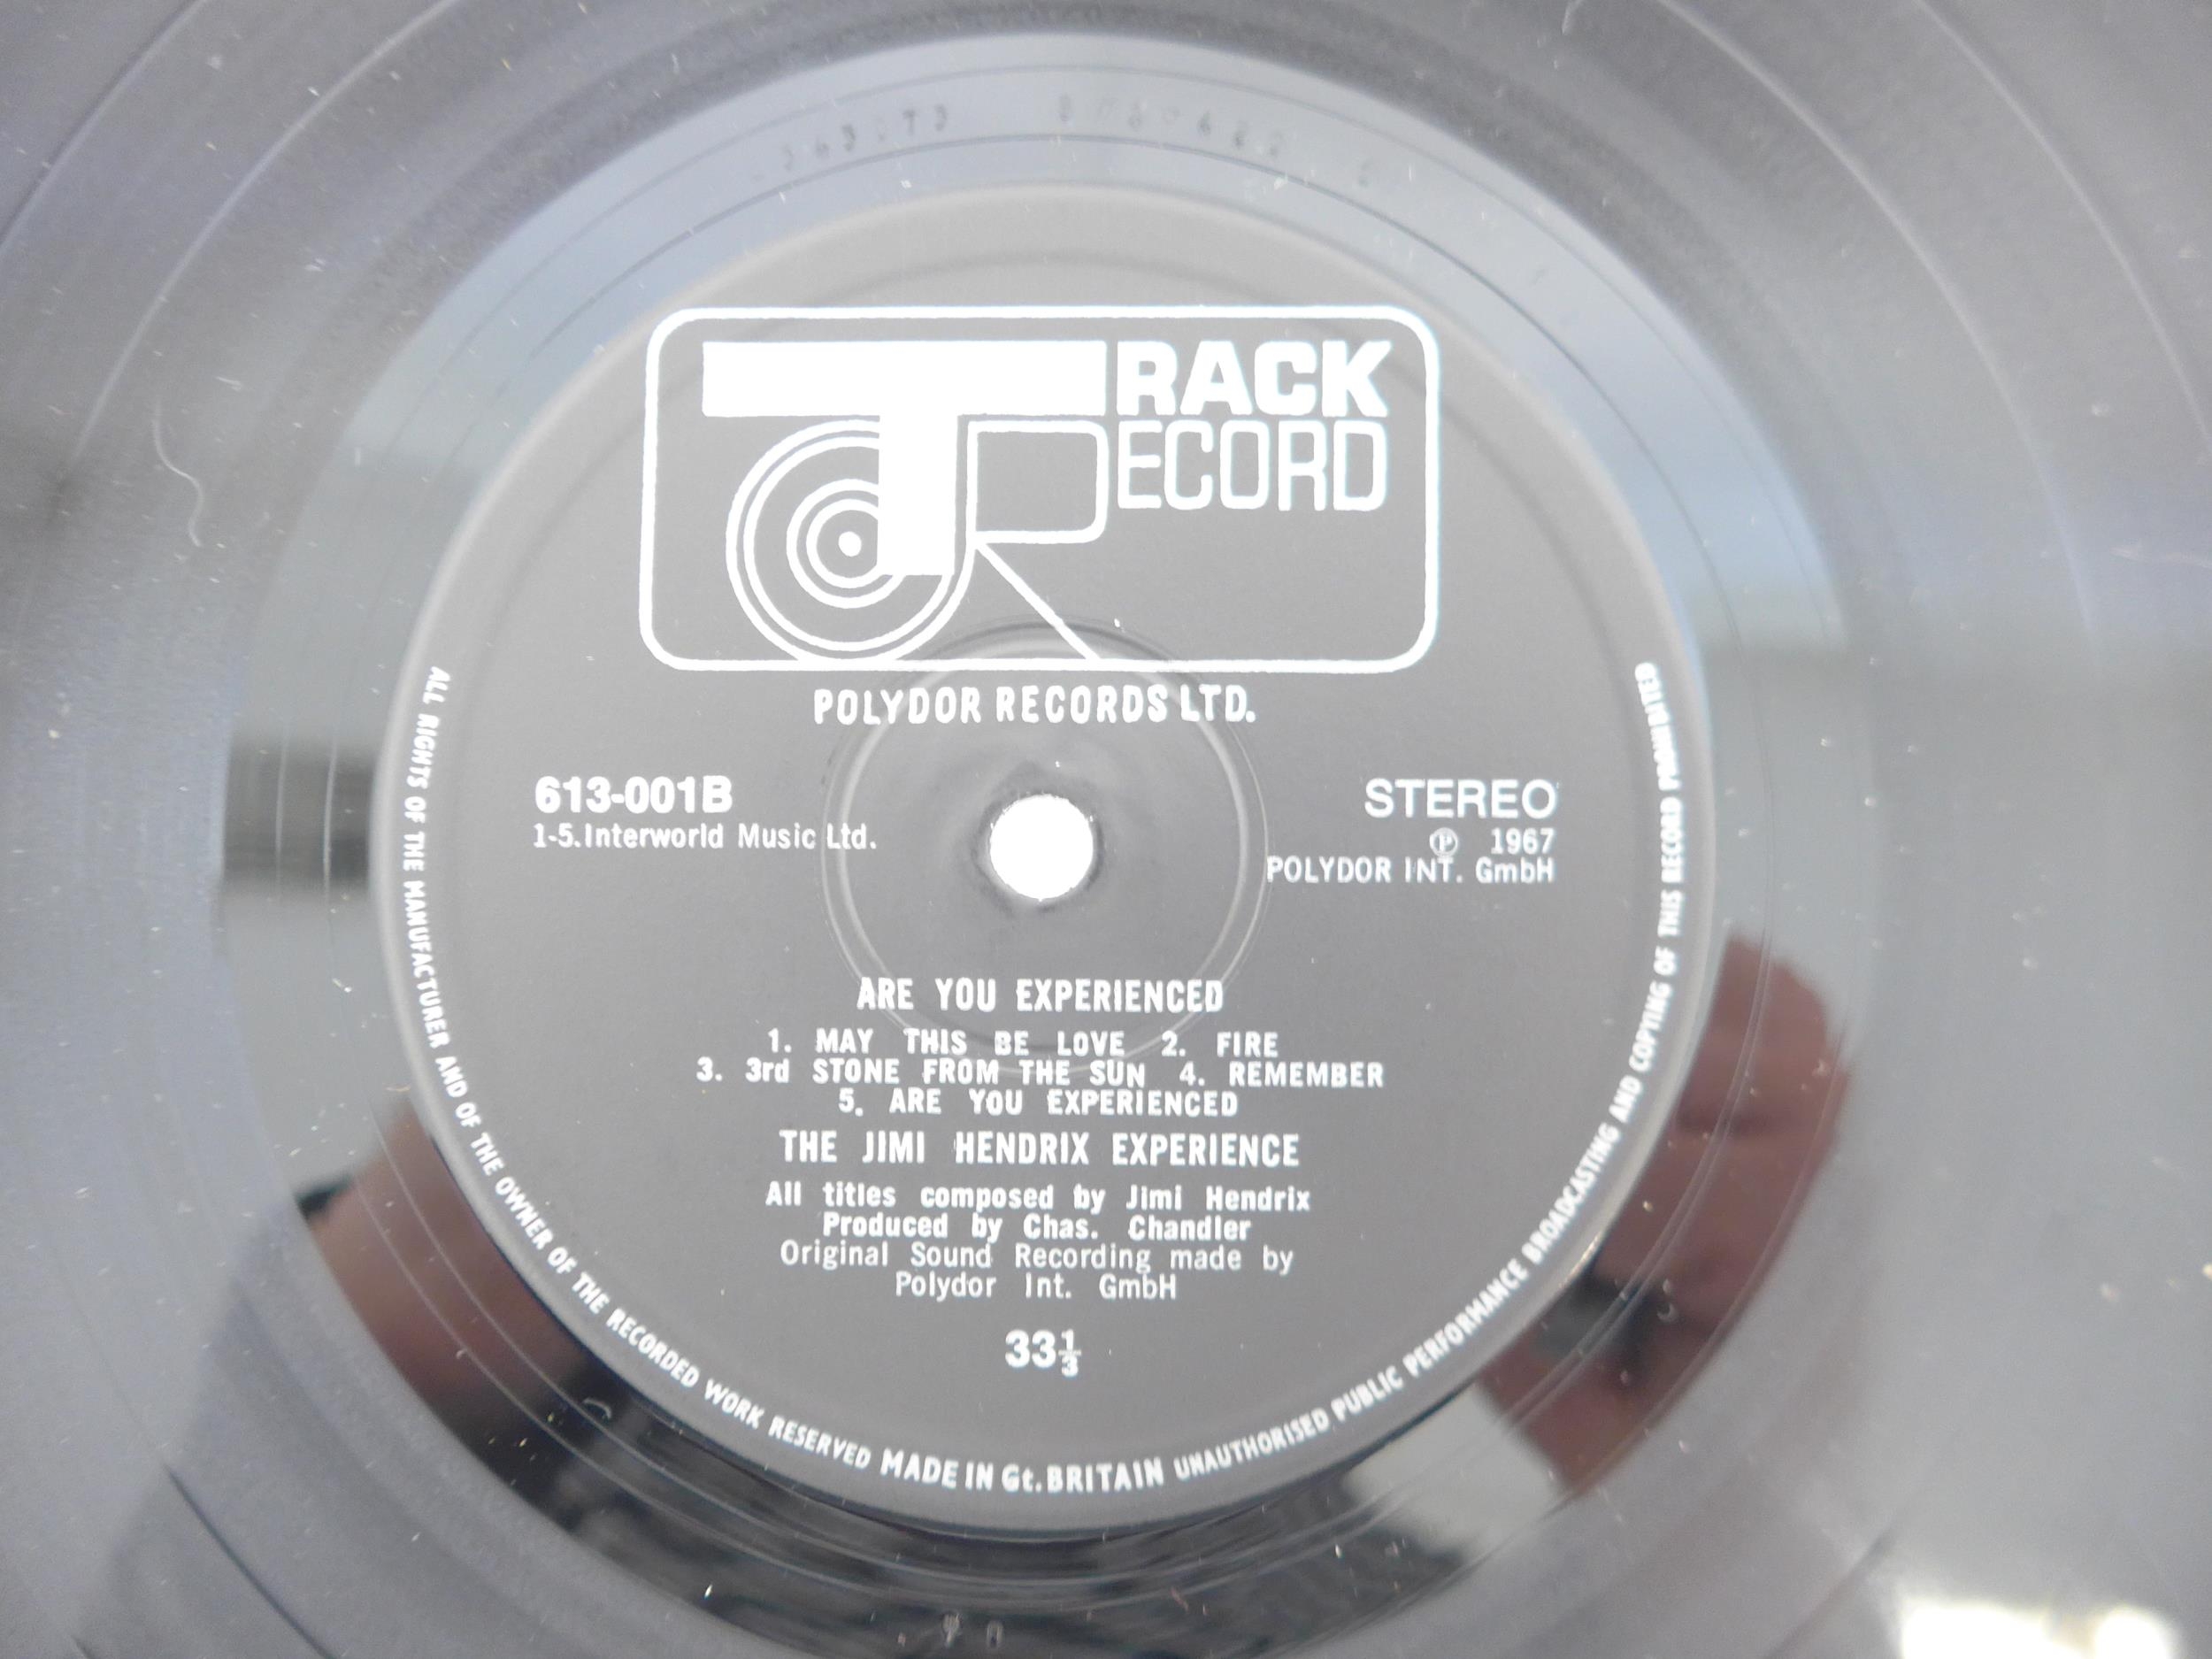 TRACK
RECORD
POLYDOR RECORDS LTD.
613-001B
1-5.Interworld Music Ltd.
STEREO
℗ 1967
POLYDOR INT. GmbH
ARE YOU EXPERIENCED
1. MAY THIS BE LOVE 2. FIRE
3. 3rd STONE FROM THE SUN 4. REMEMBER
5. ARE YOU EXPERIENCED
THE JIMI HENDRIX EXPERIENCE
All titles composed by Jimi Hendrix
Produced by Chas. Chandler
Original Sound Recording made by
Polydor Int. GmbH
33⅓
ALL RIGHTS OF THE MANUFACTURER AND OF THE OWNER OF THE RECORDED WORK RESERVED MADE IN Gt. BRITAIN UNAUTHORISED PUBLIC PERFORMANCE BROADCASTING AND COPYING OF THIS RECORD PROHIBITED